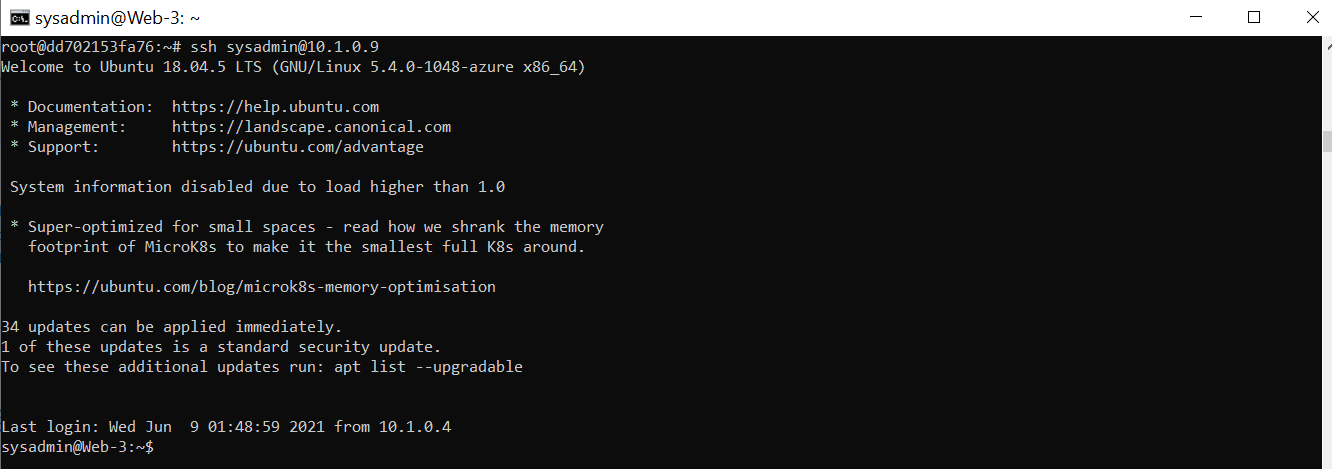 sysadmin@Web-3: ~
root@dd702153fa76:~# ssh sysadmin@10.1.0.9
Welcome to Ubuntu 18.04.5 LTS (GNU/Linux 5.4.0-1048-azure x86_64)
* Documentation:  https://help.ubuntu.com
* Management:     https://landscape.canonical.com
* Support:        https://ubuntu.com/advantage
System information disabled due to load higher than 1.0
* Super-optimized for small spaces - read how we shrank the memory
footprint of MicroK8s to make it the smallest full K8s around.
https://ubuntu.com/blog/microk8s-memory-optimisation
34 updates can be applied immediately.
1 of these updates is a standard security update.
To see these additional updates run: apt list --upgradable
Last login: Wed Jun  9 01:48:59 2021 from 10.1.0.4
sysadmin@Web-3:~$